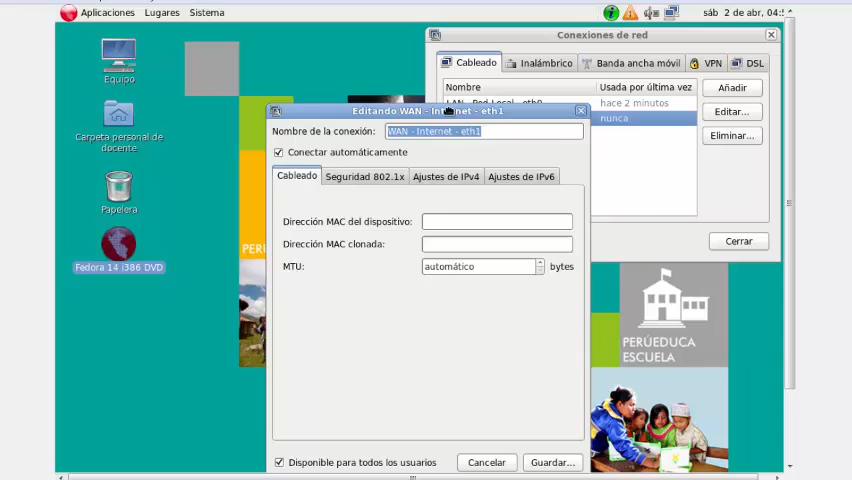 Aplicaciones Lugares Sistema
sáb 2 de abr, 04:
Equipo
Carpeta personal de docente
Papelera
Fedora 14 i386 DVD
Conexiones de red
Cableado Inalámbrico Banda ancha móvil VPN DSL
Nombre Usada por última vez
LAN - Red Local - eth0 hace 2 minutos
nunca
Añadir
Editar...
Eliminar...
Cerrar
Editando WAN - Internet - eth1
Nombre de la conexión: WAN - Internet - eth1
Conectar automáticamente
Cableado Seguridad 802.1x Ajustes de IPv4 Ajustes de IPv6
Dirección MAC del dispositivo:
Dirección MAC clonada:
MTU: automático bytes
Disponible para todos los usuarios
Cancelar Guardar...
PERÚEDUCA
ESCUELA